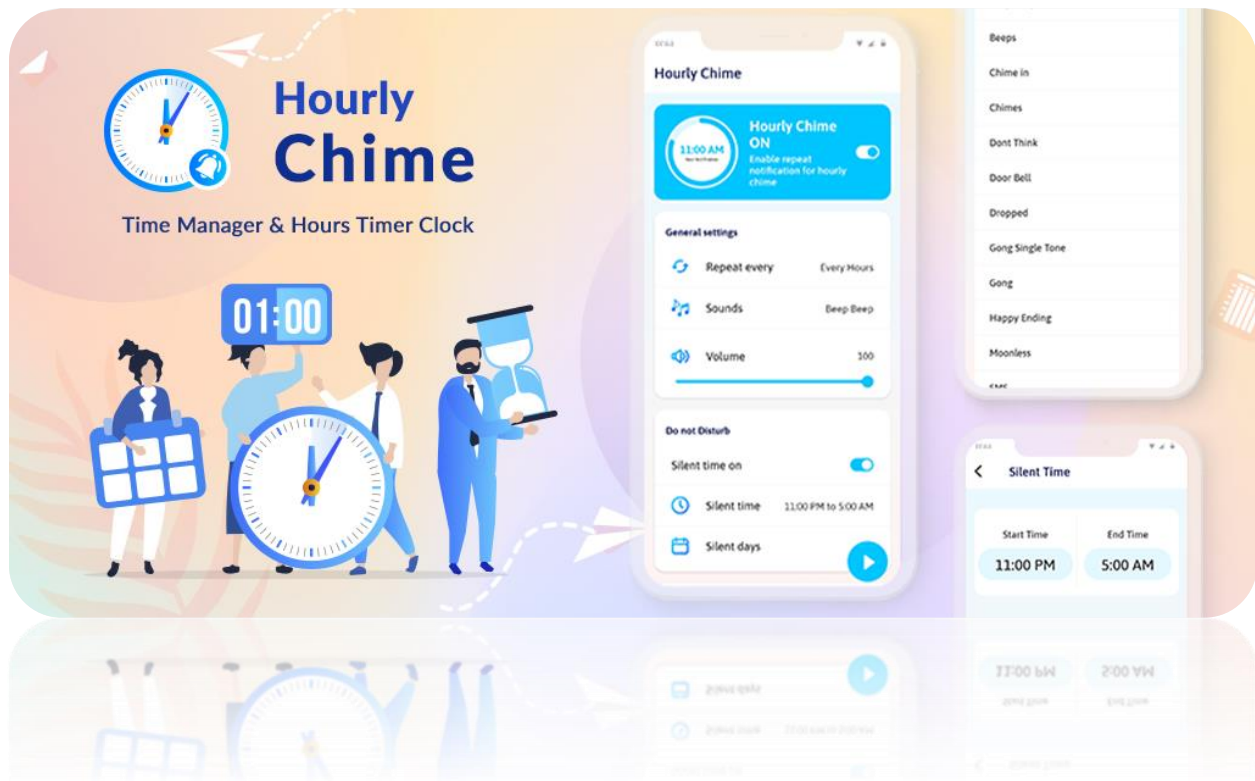 Hourly
Chime
Time Manager & Hours Timer Clock
01:00
Hourly Chime
11:00 AM
Hourly Chime
ON
Enable repeat
notification for hourly
chime
General settings
Repeat every Every Hours
Sounds Beep Beep
Volume 100
Do not Disturb
Silent time on
Silent time 11:00 PM to 5:00 AM
Silent days
Beeps
Chime in
Chimes
Dont Think
Door Bell
Dropped
Gong Single Tone
Gong
Happy Ending
Moonless
Silent Time
Start Time End Time
11:00 PM 5:00 AM